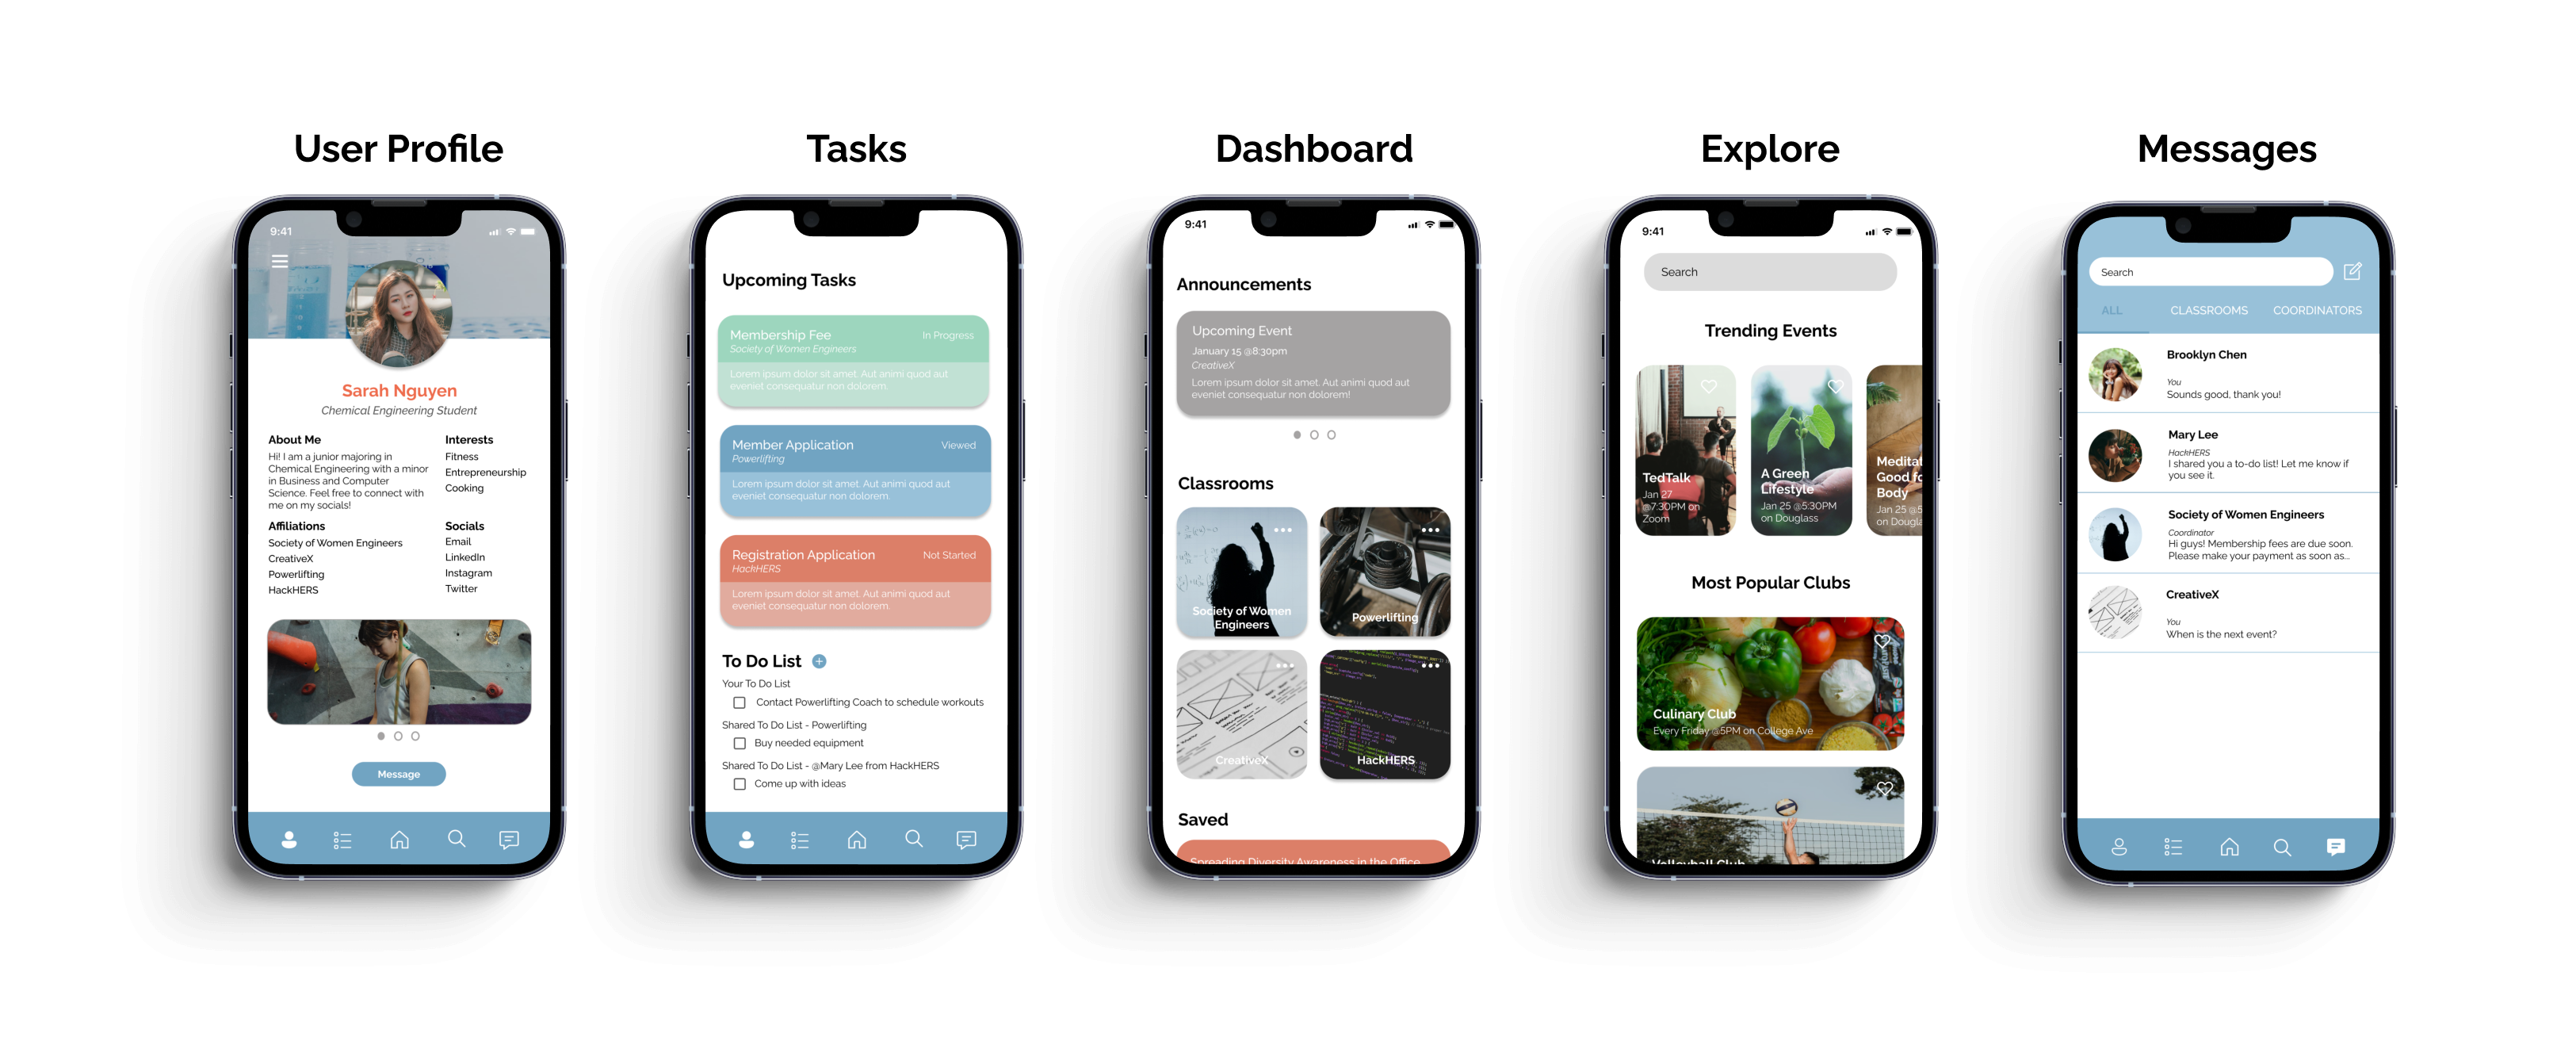 User Profile
Tasks
Dashboard
Explore
Messages
9:41
Sarah Nguyen
Chemical Engineering Student
About Me
Hi! I am a junior majoring in
Chemical Engineering with a minor
in Business and Computer
Science. Feel free to connect with
me on my socials!
Interests
Fitness
Entrepreneurship
Cooking
Affiliations
Society of Women Engineers
CreativeX
Powerlifting
HackHERS
Socials
Email
LinkedIn
Instagram
Twitter
Message
Upcoming Tasks
Membership Fee
In Progress
Society of Women Engineers
Lorem ipsum dolor sit amet. Aut animi quod aut
eveniet consequatur non dolorem.
Member Application
Viewed
Powerlifting
Lorem ipsum dolor sit amet. Aut animi quod aut
eveniet consequatur non dolorem.
Registration Application
Not Started
HackHERS
Lorem ipsum dolor sit amet. Aut animi quod aut
eveniet consequatur non dolorem.
To Do List
Your To Do List
Contact Powerlifting Coach to schedule workouts
Shared To Do List - Powerlifting
Buy needed equipment
Shared To Do List - @Mary Lee from HackHERS
Come up with ideas
9:41
Announcements
Upcoming Event
January 15 @8:30pm
CreativeX
Lorem ipsum dolor sit amet. Aut animi quod aut
eveniet consequatur non dolorem!
Classrooms
Society of Women
Engineers
Powerlifting
CreativeX
HackHERS
Saved
Spreading Diversity Awareness in the Office
9:41
Search
Trending Events
TedTalk
Jan 27
@7:30PM on
Zoom
A Green
Lifestyle
Jan 25 @5:30PM
on Douglass
Meditat
Good fo
Body
Jan 25 @5
on Dougla
Most Popular Clubs
Culinary Club
Every Friday @5PM on College Ave
Volleyball Club
Search
ALL
CLASSROOMS
COORDINATORS
Brooklyn Chen
You
Sounds good, thank you!
Mary Lee
HackHERS
I shared you a to-do list! Let me know if
you see it.
Society of Women Engineers
Coordinator
Hi guys! Membership fees are due soon.
Please make your payment as soon as...
CreativeX
You
When is the next event?